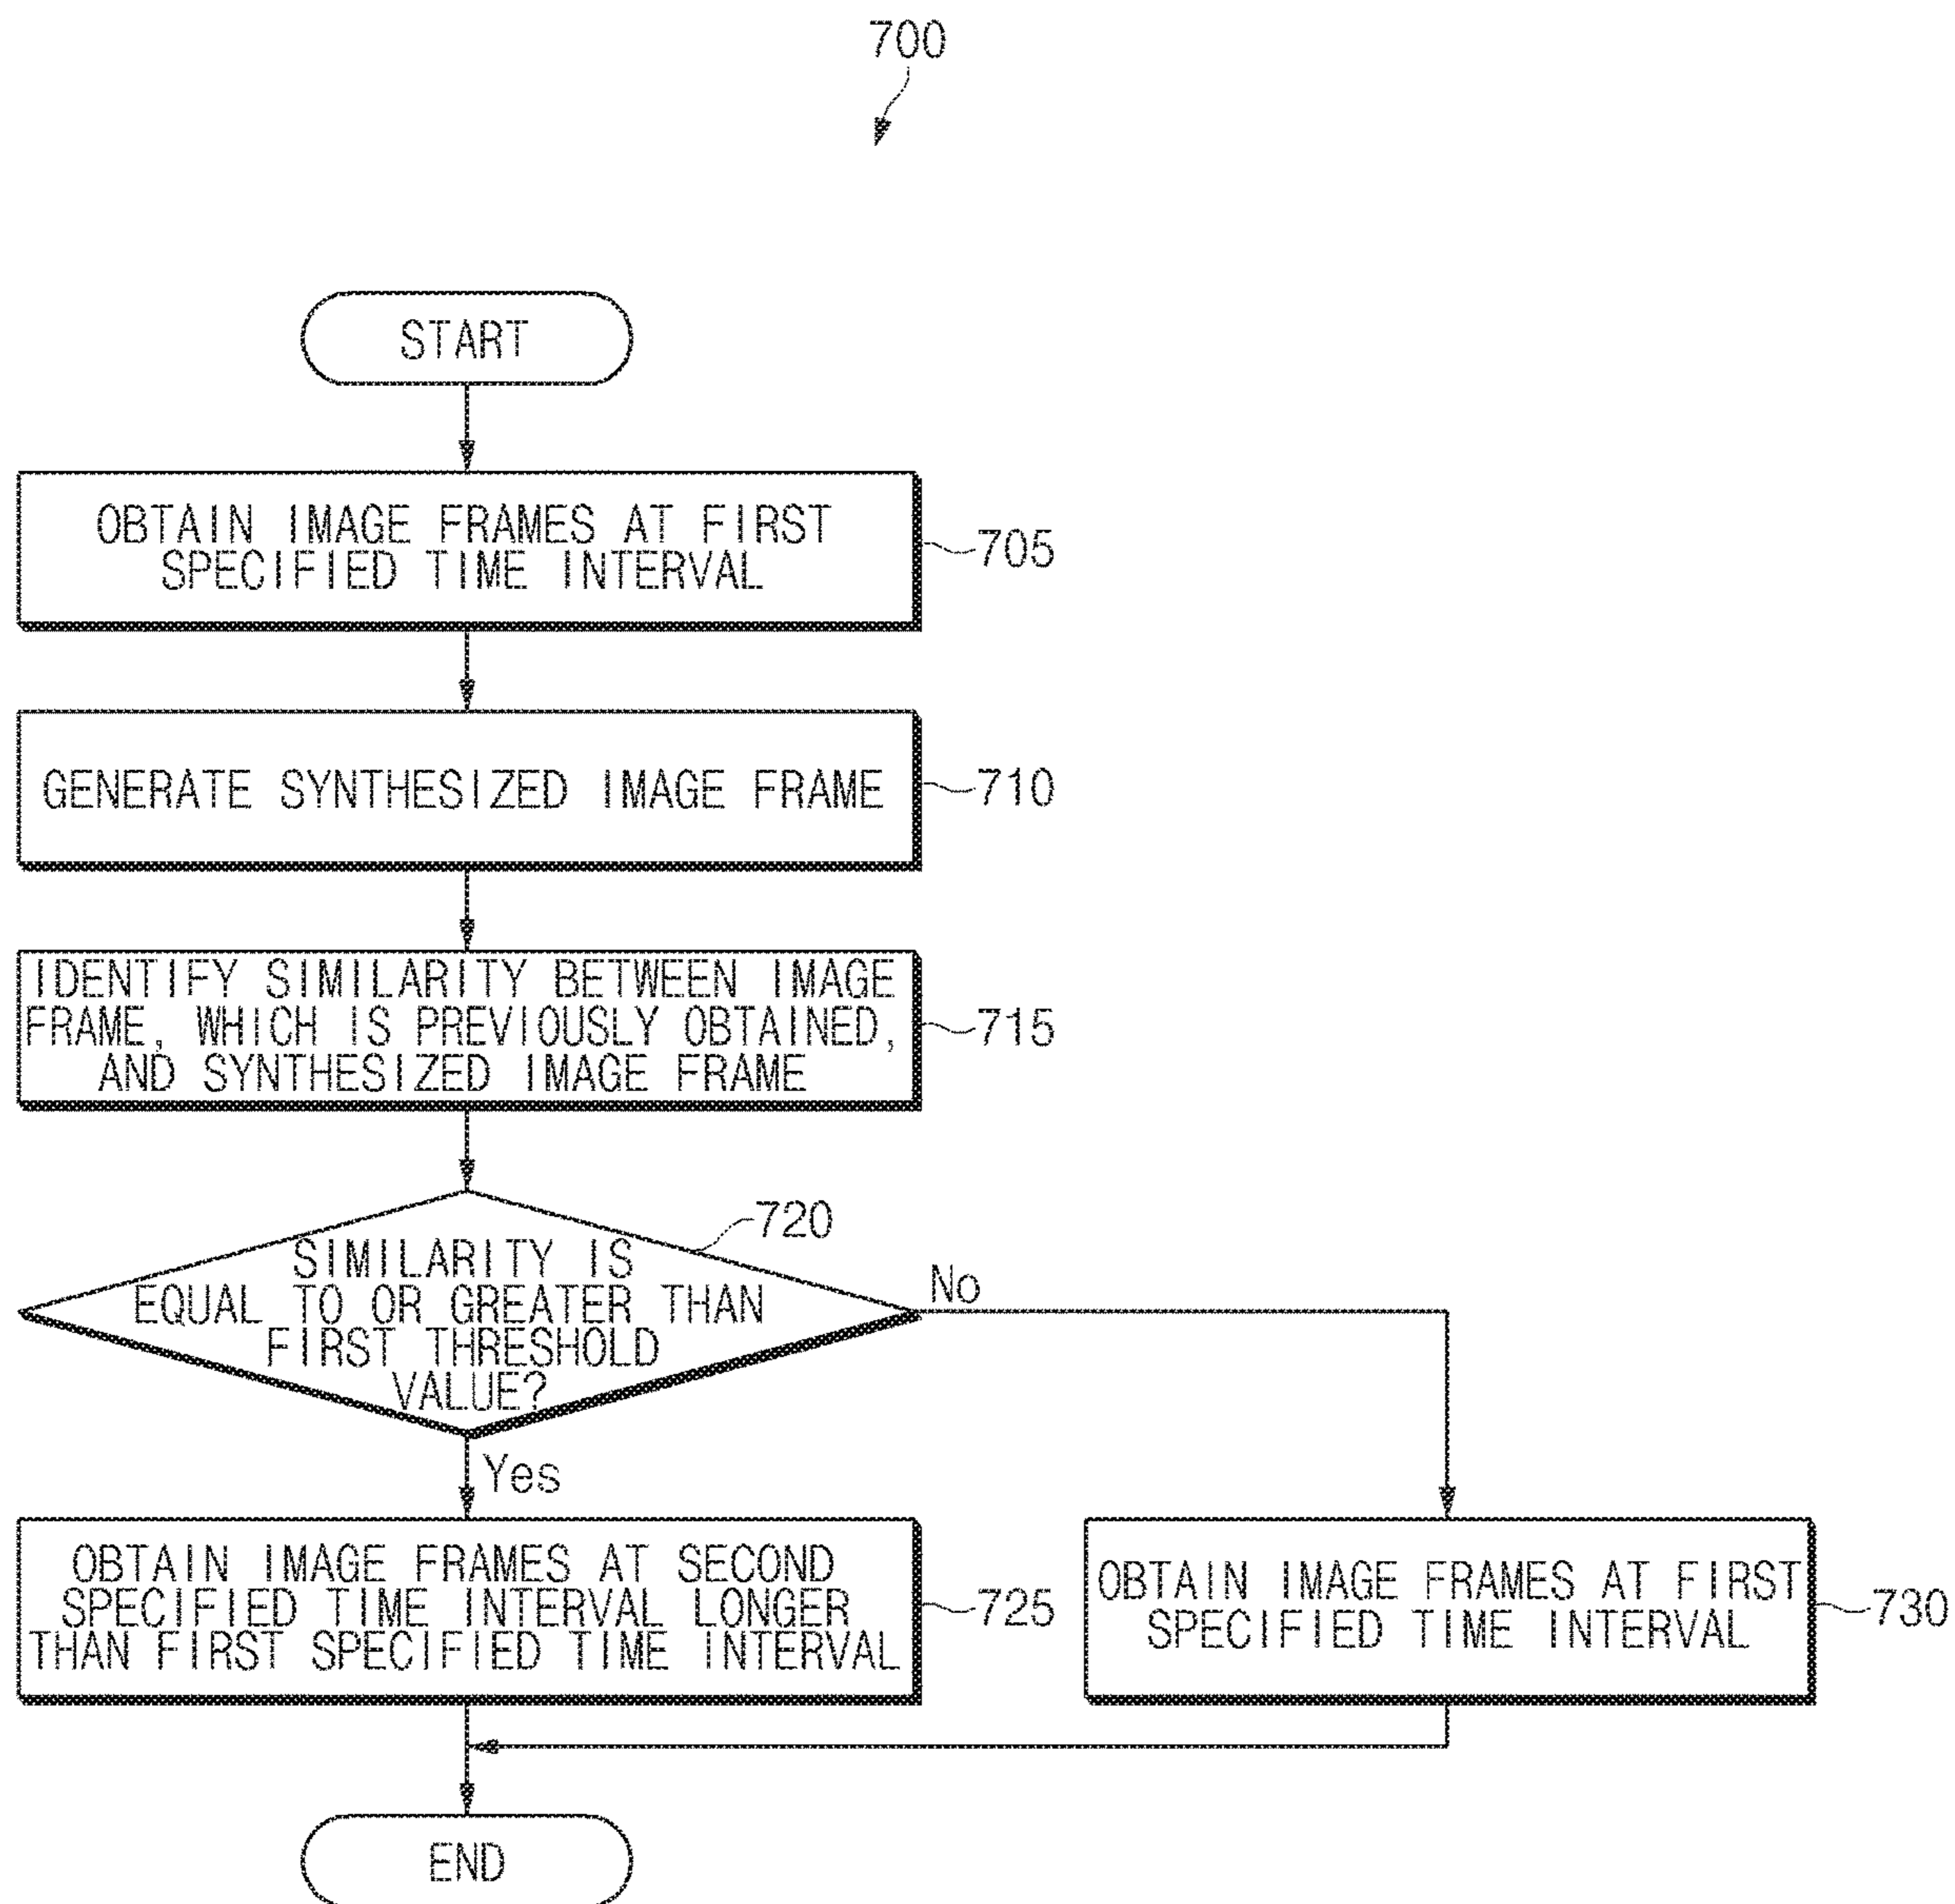 700
START
OBTAIN IMAGE FRAMES AT FIRST
SPECIFIED TIME INTERVAL
705
GENERATE SYNTHESIZED IMAGE FRAME
710
IDENTIFY SIMILARITY BETWEEN IMAGE
FRAME, WHICH IS PREVIOUSLY OBTAINED,
AND SYNTHESIZED IMAGE FRAME
715
720
SIMILARITY IS
EQUAL TO OR GREATER THAN
FIRST THRESHOLD
VALUE?
No
Yes
OBTAIN IMAGE FRAMES AT SECOND
SPECIFIED TIME INTERVAL LONGER
THAN FIRST SPECIFIED TIME INTERVAL
725
OBTAIN IMAGE FRAMES AT FIRST
SPECIFIED TIME INTERVAL
730
END